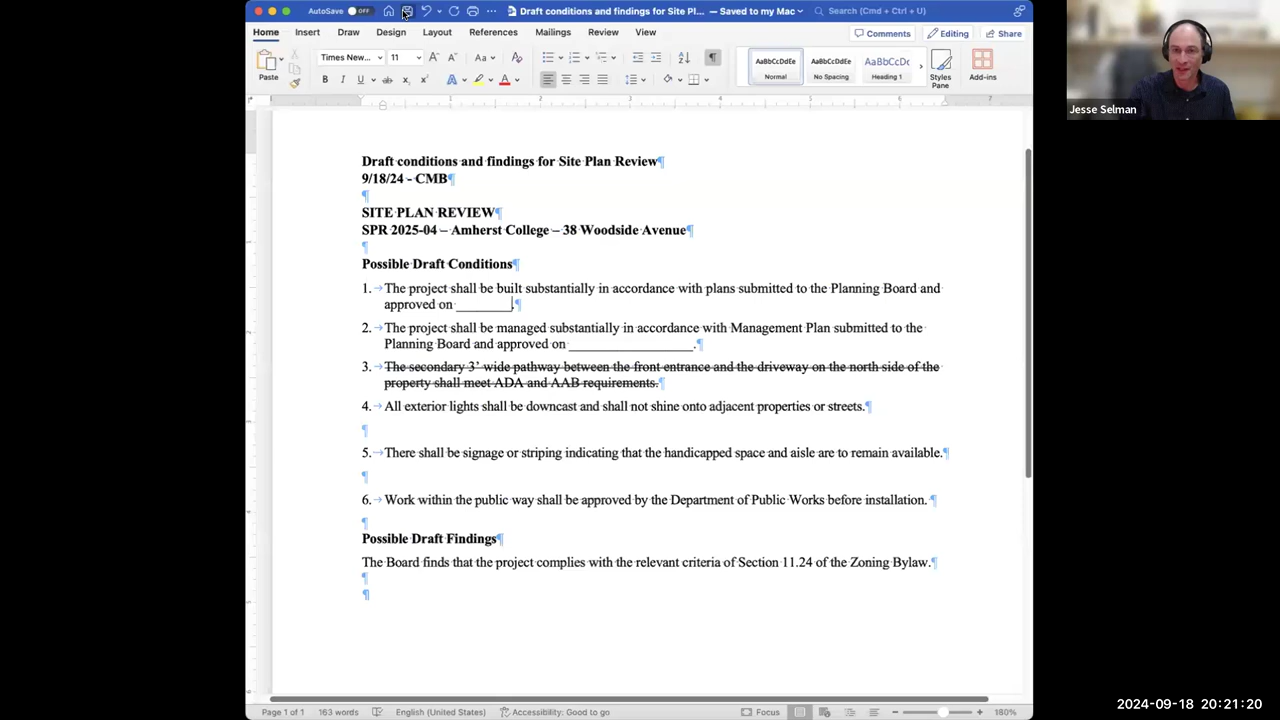 AutoSave OFF
Draft conditions and findings for Site Pl... — Saved to my Mac
Search (Cmd + Ctrl + U)
Home Insert Draw Design Layout References Mailings Review View
Comments Editing Share
Paste
Times New... 11
AaBbCcDdEe AaBbCcDdEe AaBbCcDc
Normal No Spacing Heading 1
Styles Pane
Add-ins
Jesse Selman
Draft conditions and findings for Site Plan Review
9/18/24 - CMB
SITE PLAN REVIEW
SPR 2025-04 – Amherst College – 38 Woodside Avenue
Possible Draft Conditions
1. The project shall be built substantially in accordance with plans submitted to the Planning Board and
approved on ________.
2. The project shall be managed substantially in accordance with Management Plan submitted to the
Planning Board and approved on __________________.
3. The secondary 3' wide pathway between the front entrance and the driveway on the north side of the
property shall meet ADA and AAB requirements.
4. All exterior lights shall be downcast and shall not shine onto adjacent properties or streets.
5. There shall be signage or striping indicating that the handicapped space and aisle are to remain available.
6. Work within the public way shall be approved by the Department of Public Works before installation.
Possible Draft Findings
The Board finds that the project complies with the relevant criteria of Section 11.24 of the Zoning Bylaw.
Page 1 of 1 163 words English (United States) Accessibility: Good to go Focus 180%
2024-09-18 20:21:20